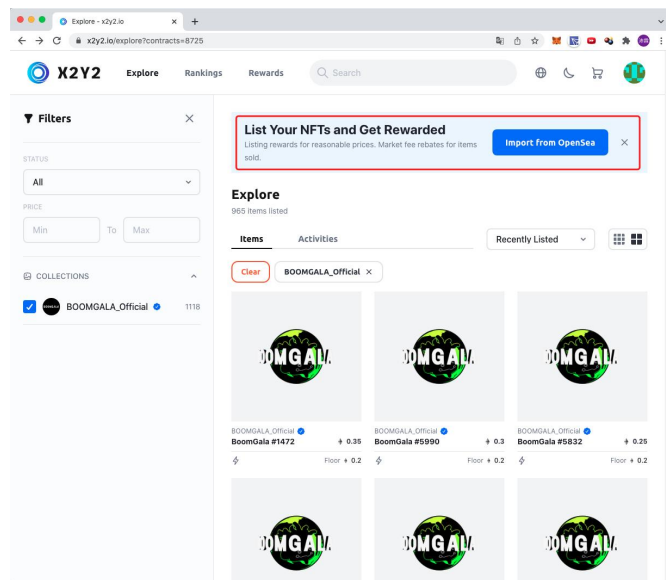 Explore - x2y2.io
x2y2.io/explore?contracts=8725
X2Y2
Explore
Rankings
Rewards
Search
Filters
STATUS
All
PRICE
Min
To
Max
COLLECTIONS
BOOMGALA_Official
1118
List Your NFTs and Get Rewarded
Listing rewards for reasonable prices. Market fee rebates for items
sold.
Import from OpenSea
Explore
965 items listed
Items
Activities
Recently Listed
Clear
BOOMGALA_Official
BOOMGALA_Official
BoomGala #1472
0.35
Floor 0.2
BOOMGALA_Official
BoomGala #5990
0.3
Floor 0.2
BOOMGALA_Official
BoomGala #5832
0.25
Floor 0.2